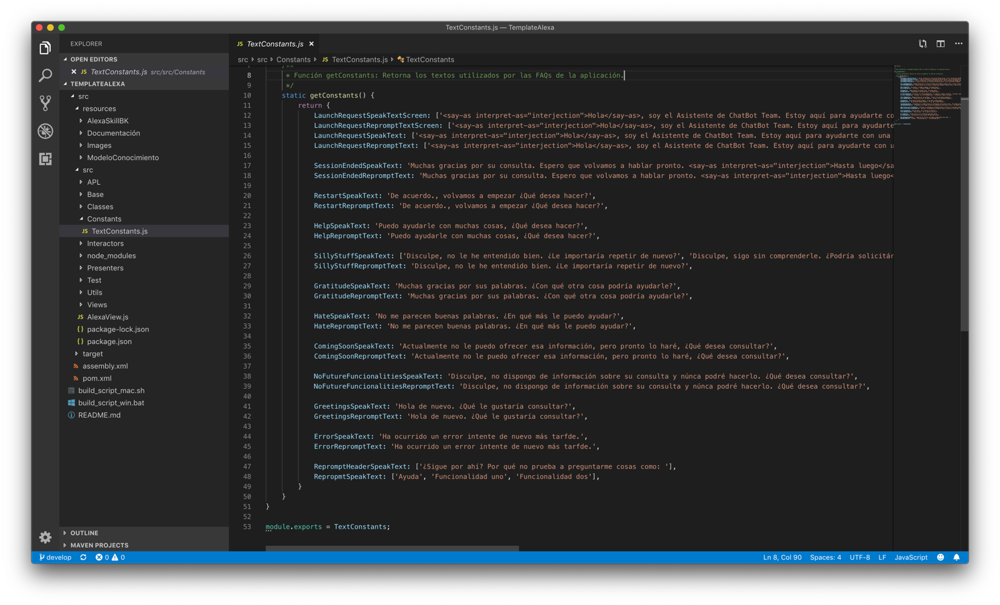 TextConstants.js — TemplateAlexa
EXPLORER
OPEN EDITORS
JS TextConstants.js src/src/Constants
TEMPLATEALEXA
src
resources
AlexaSkillBK
Documentación
Images
ModeloConocimiento
src
APL
Base
Classes
Constants
JS TextConstants.js
Interactors
node_modules
Presenters
Test
Utils
Views
JS AlexaView.js
{} package-lock.json
{} package.json
target
assembly.xml
pom.xml
build_script_mac.sh
build_script_win.bat
README.md
OUTLINE
MAVEN PROJECTS
JS TextConstants.js
src src Constants JS TextConstants.js TextConstants
7 /**
8 * Función getConstants: Retorna los textos utilizados por las FAQs de la aplicación.
9 */
10 static getConstants() {
11 return {
12 LaunchRequestSpeakTextScreen: ['<say-as interpret-as="interjection">Hola</say-as>, soy el Asistente de ChatBot Team. Estoy aquí para ayudarte co
13 LaunchRequestRepromptTextScreen: ['<say-as interpret-as="interjection">Hola</say-as>, soy el Asistente de ChatBot Team. Estoy aquí para ayudarte
14 LaunchRequestSpeakText: ['<say-as interpret-as="interjection">Hola</say-as>, soy el Asistente de ChatBot Team. Estoy aquí para ayudarte con una
15 LaunchRequestRepromptText: ['<say-as interpret-as="interjection">Hola</say-as>, soy el Asistente de ChatBot Team. Estoy aquí para ayudarte con u
16
17 SessionEndedSpeakText: 'Muchas gracias por su consulta. Espero que volvamos a hablar pronto. <say-as interpret-as="interjection">Hasta luego</sa
18 SessionEndedRepromptText: 'Muchas gracias por su consulta. Espero que volvamos a hablar pronto. <say-as interpret-as="interjection">Hasta luego<
19
20 RestartSpeakText: 'De acuerdo., volvamos a empezar ¿Qué desea hacer?',
21 RestartRepromptText: 'De acuerdo., volvamos a empezar ¿Qué desea hacer?',
22
23 HelpSpeakText: 'Puedo ayudarle con muchas cosas, ¿Qué desea hacer?',
24 HelpRepromptText: 'Puedo ayudarle con muchas cosas, ¿Qué desea hacer?',
25
26 SillyStuffSpeakText: ['Disculpe, no le he entendido bien. ¿Le importaría repetir de nuevo?', 'Disculpe, sigo sin comprenderle. ¿Podría solicitár
27 SillyStuffRepromptText: 'Disculpe, no le he entendido bien. ¿Le importaría repetir de nuevo?',
28
29 GratitudeSpeakText: 'Muchas gracias por sus palabras. ¿Con qué otra cosa podría ayudarle?',
30 GratitudeRepromptText: 'Muchas gracias por sus palabras. ¿Con qué otra cosa podría ayudarle?',
31
32 HateSpeakText: 'No me parecen buenas palabras. ¿En qué más le puedo ayudar?',
33 HateRepromptText: 'No me parecen buenas palabras. ¿En qué más le puedo ayudar?',
34
35 ComingSoonSpeakText: 'Actualmente no le puedo ofrecer esa información, pero pronto lo haré, ¿Qué desea consultar?',
36 ComingSoonRepromptText: 'Actualmente no le puedo ofrecer esa información, pero pronto lo haré, ¿Qué desea consultar?',
37
38 NoFutureFuncionalitiesSpeakText: 'Disculpe, no dispongo de información sobre su consulta y núnca podré hacerlo. ¿Qué desea consultar?',
39 NoFutureFuncionalitiesRepromptText: 'Disculpe, no dispongo de información sobre su consulta y núnca podré hacerlo. ¿Qué desea consultar?',
40
41 GreetingsSpeakText: 'Hola de nuevo. ¿Qué le gustaría consultar?',
42 GreetingsRepromptText: 'Hola de nuevo. ¿Qué le gustaría consultar?',
43
44 ErrorSpeakText: 'Ha ocurrido un error intente de nuevo más tarfde.',
45 ErrorRepromptText: 'Ha ocurrido un error intente de nuevo más tarfde.',
46
47 RepromptHeaderSpeakText: ['¿Sigue por ahí? Por qué no prueba a preguntarme cosas como: '],
48 RepropmtSpeakText: ['Ayuda', 'Funcionalidad uno', 'Funcionalidad dos'],
49 }
50 }
51 }
52
53 module.exports = TextConstants;
develop 0 0
Ln 8, Col 90 Spaces: 4 UTF-8 LF JavaScript